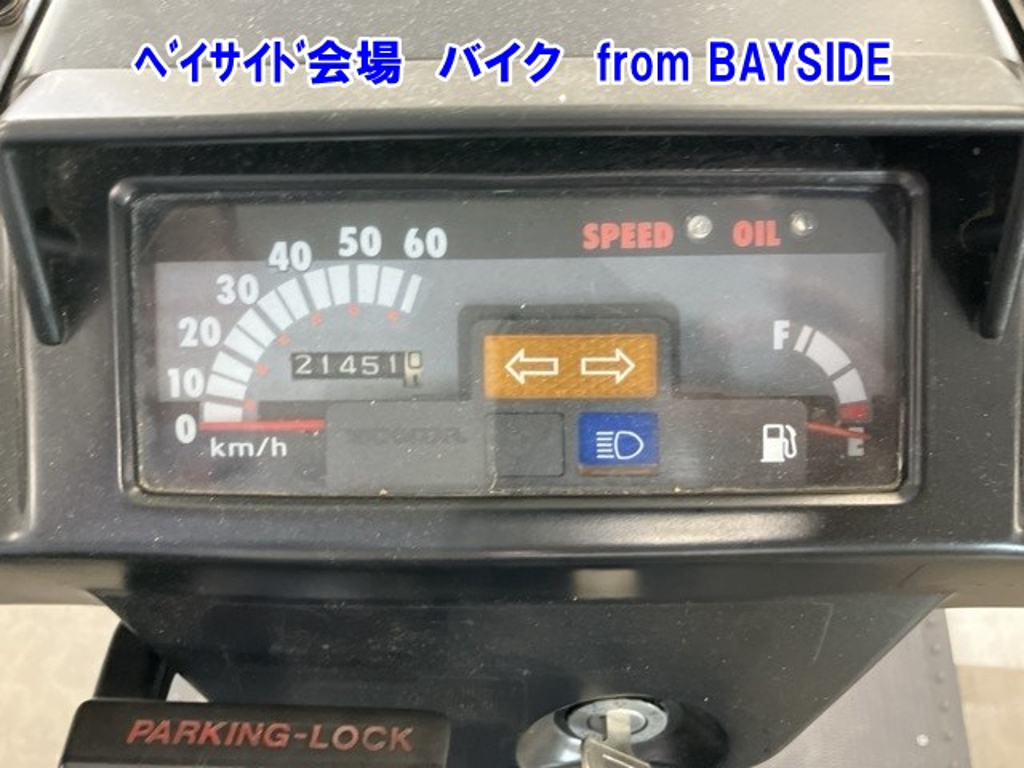 ﾍﾞｲｻｲﾄﾞ会場 バイク from BAYSIDE
SPEED OIL
0 10 20 30 40 50 60
21451
km/h
F
E
PARKING-LOCK